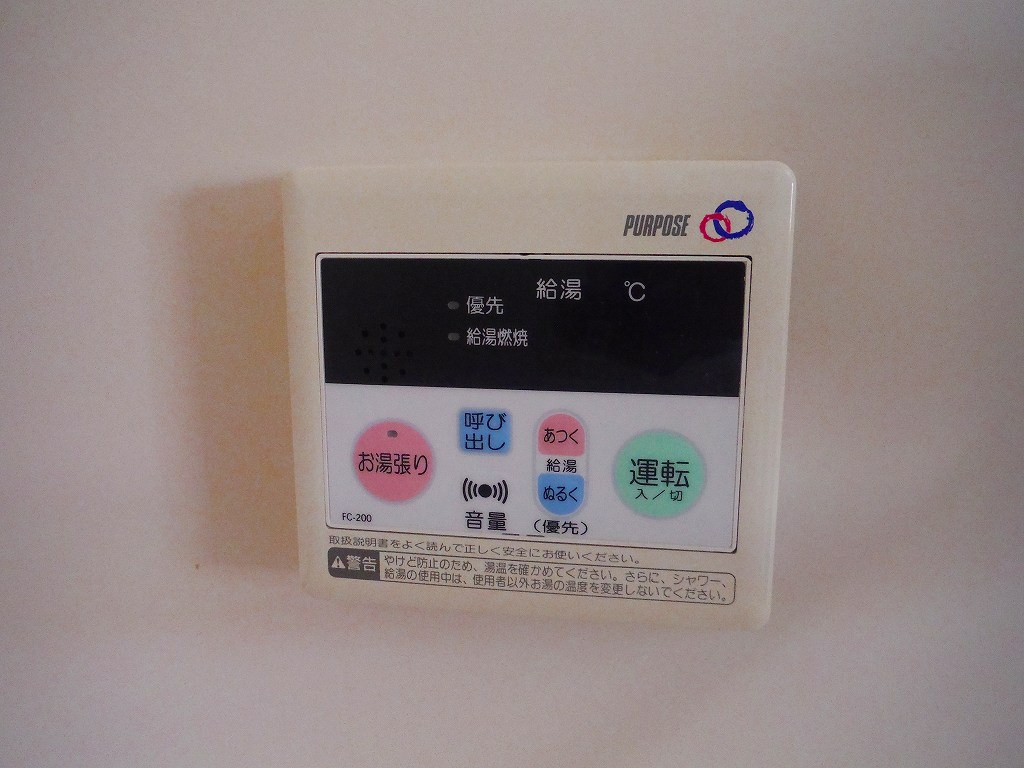 PURPOSE
給湯 ℃
優先
給湯燃焼
お湯張り
呼び
出し
音量
あつく
給湯
ぬるく
(優先)
運転
入/切
FC-200
取扱説明書をよく読んで正しく安全にお使いください。
警告
やけど防止のため、湯温を確かめてください。さらに、シャワー、
給湯の使用中は、使用者以外お湯の温度を変更しないでください。